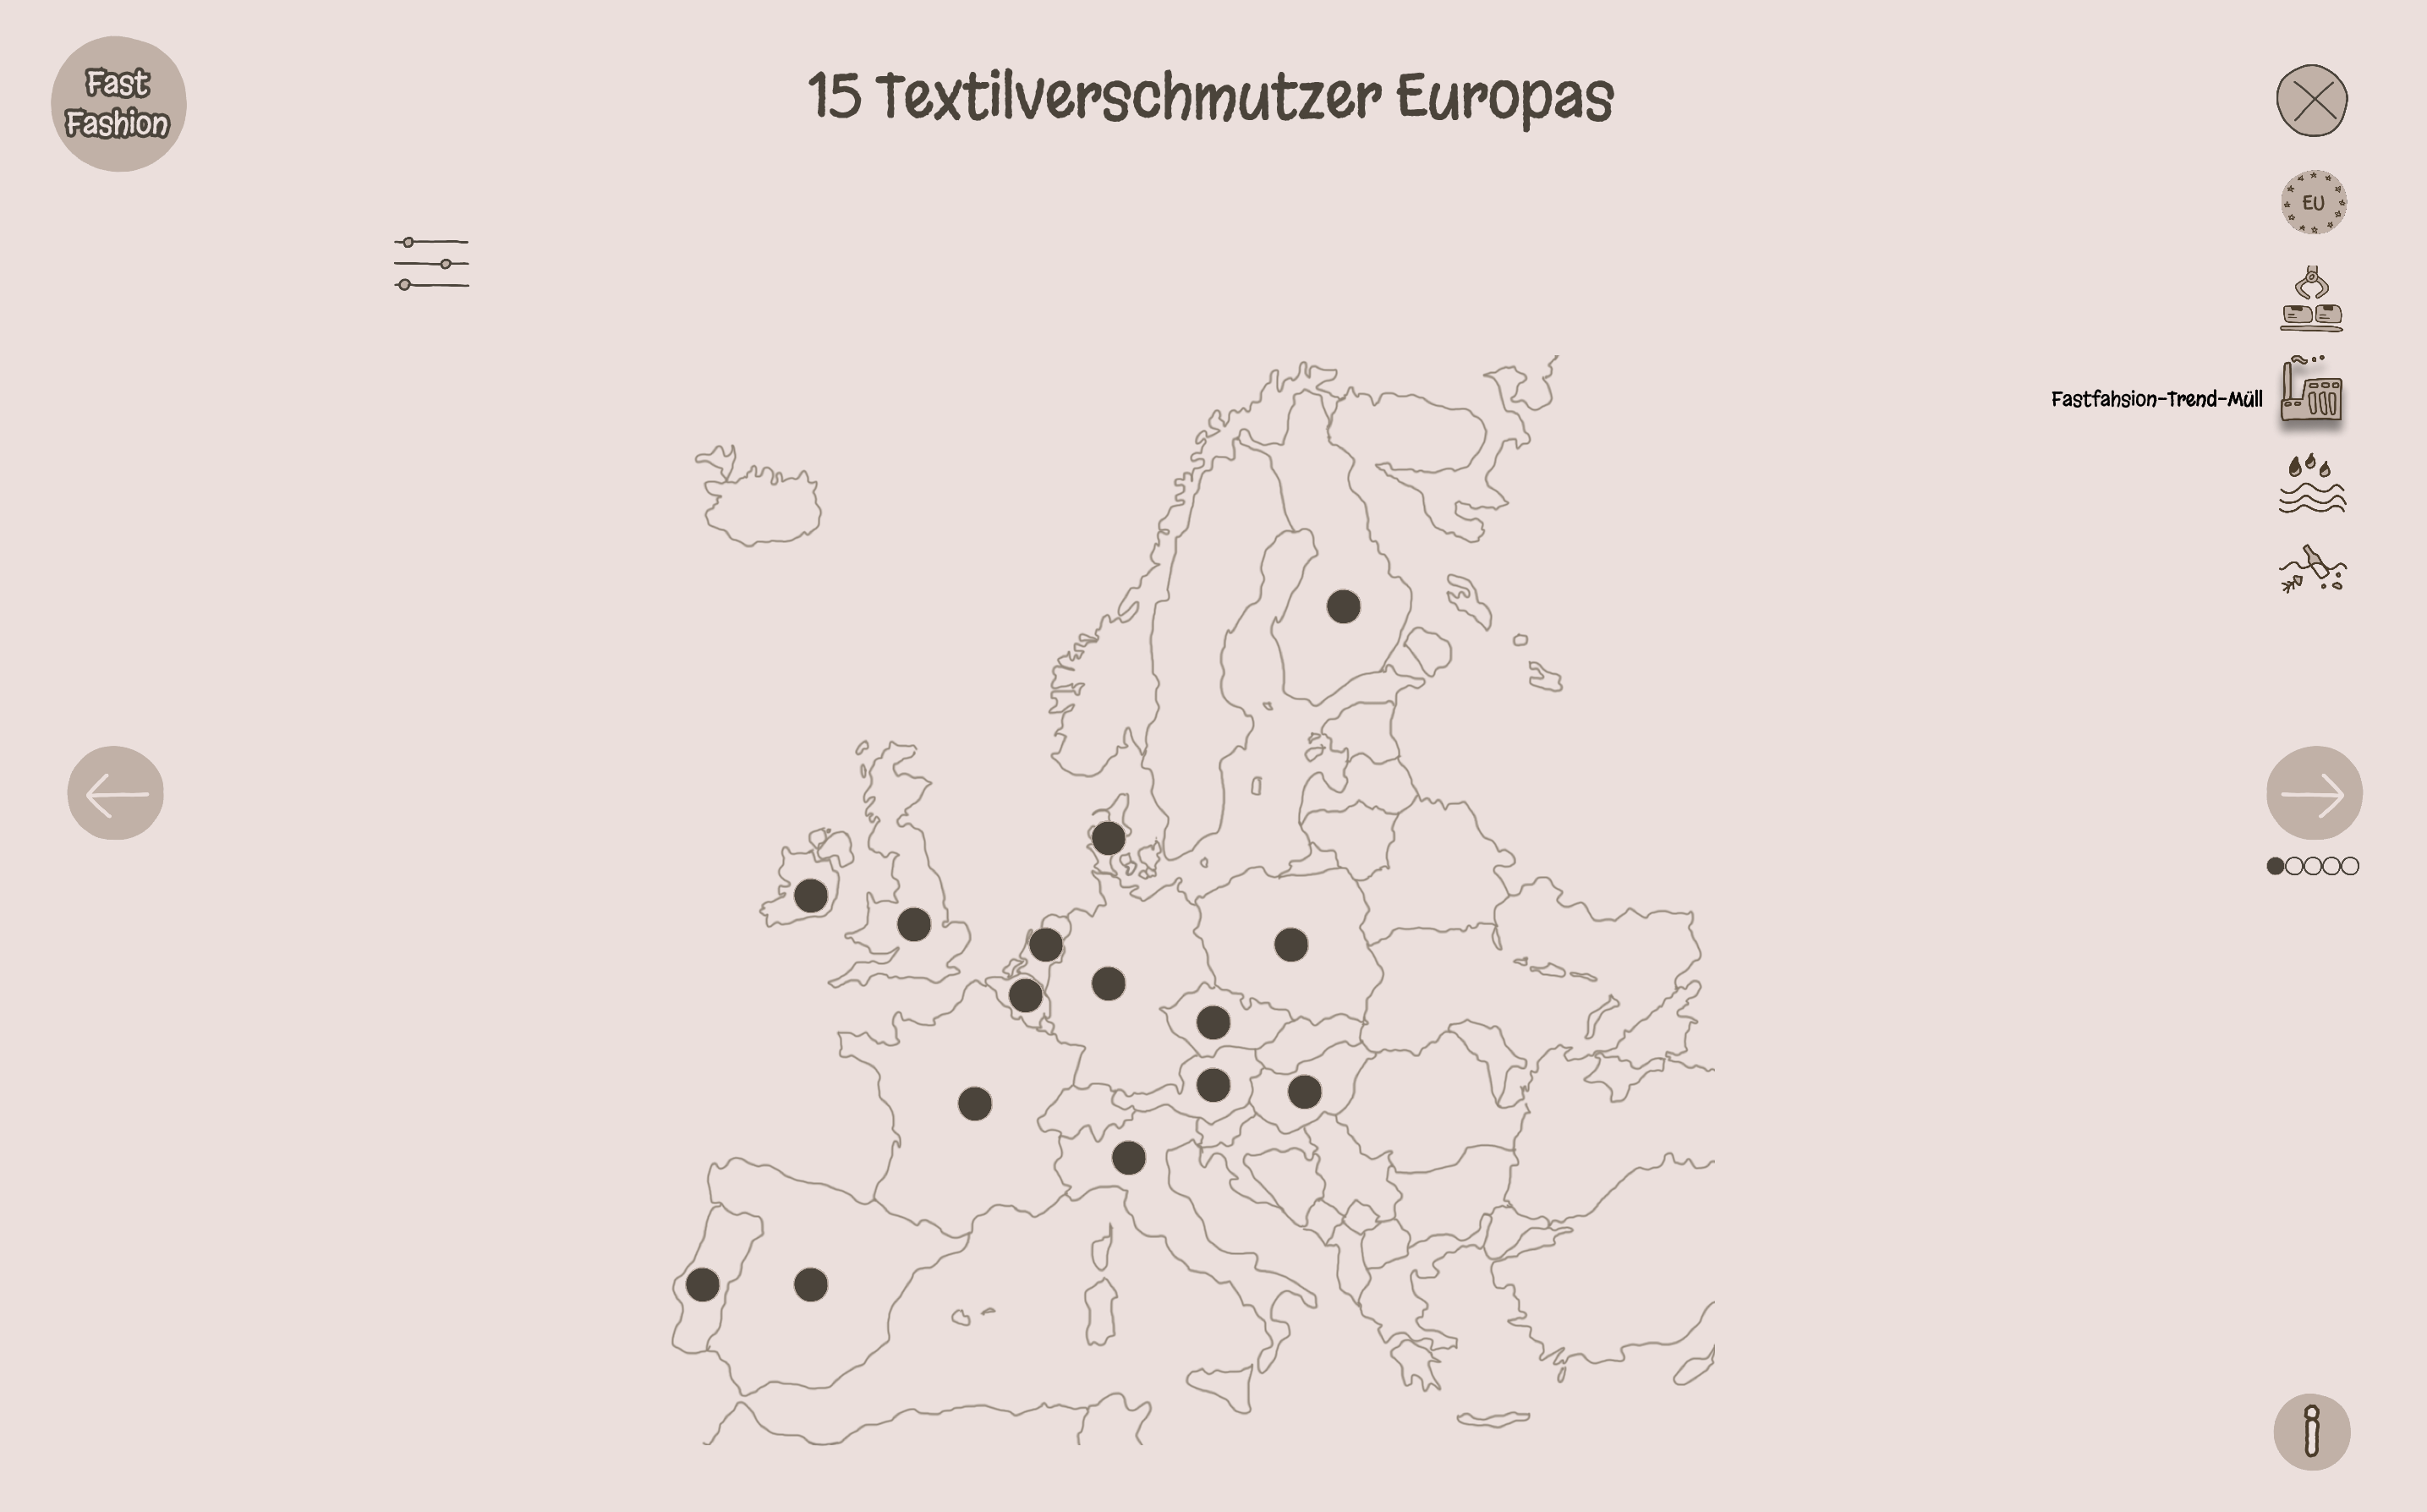 Fast
Fashion
15 Textilverschmutzer Europas
EU
Fastfahsion-Trend-Müll
i